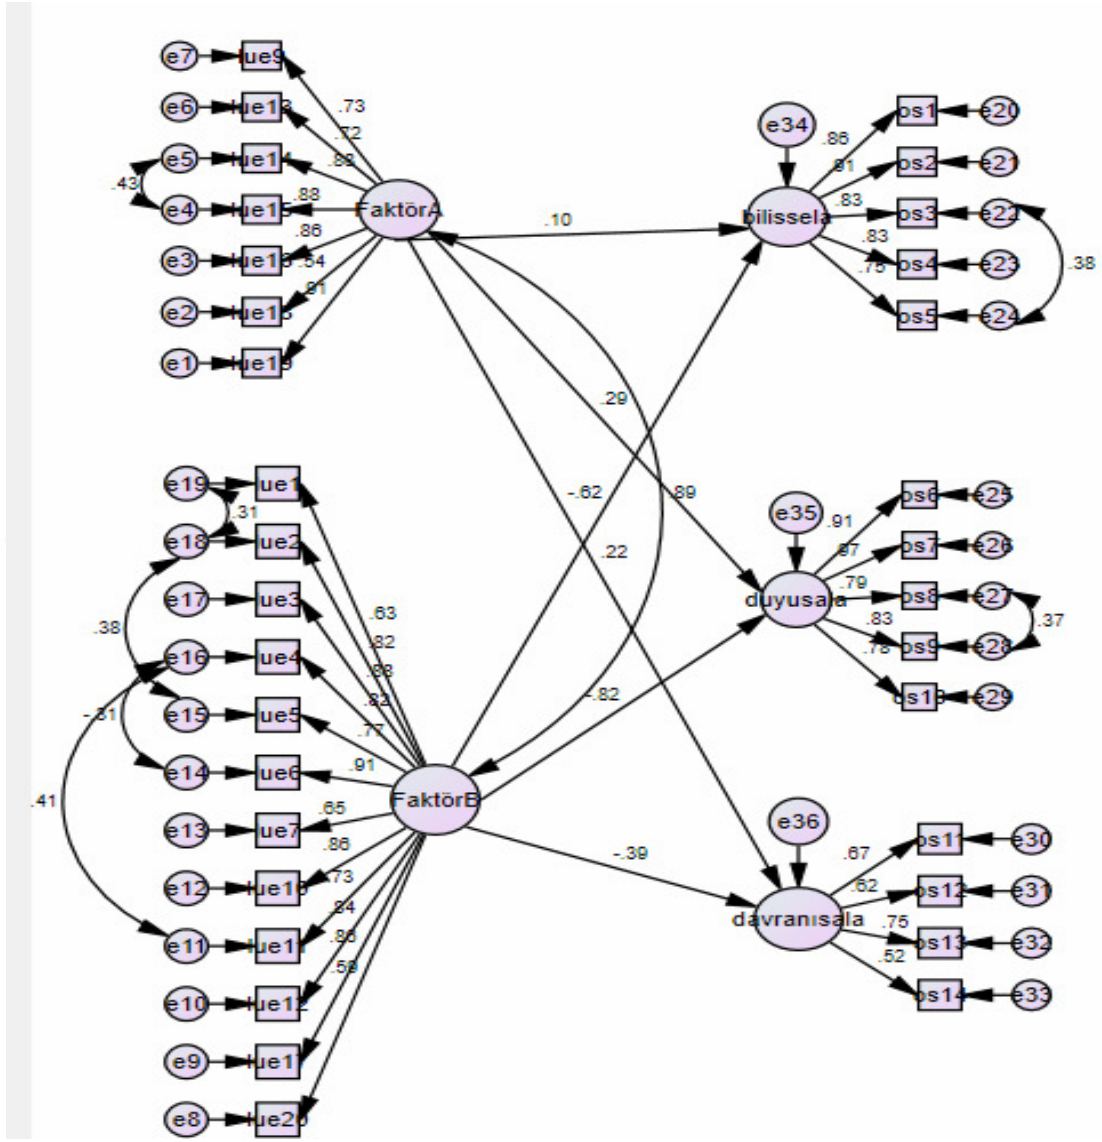 e7
.73
e6
.72
e5
.43
.88
e4
FaktörA
.86
e3
.54
e2
.91
e1
e34
os1
e20
.86
.91
os2
e21
bilissela
.83
os3
e22
.83
os4
e23
.38
.75
os5
e24
.10
.29
-.62
.89
.22
e19
ue1
.31
e18
ue2
e17
ue3
.63
.38
.82
e16
ue4
.82
e15
ue5
.77
e14
ue6
.91
.41
FaktörB
e13
ue7
.65
.86
e12
.73
e11
.84
.86
e10
.59
e9
e8
e35
os6
e25
.91
.97
os7
e26
duyusala
.79
os8
e27
.37
.83
os9
e28
.78
e29
-.82
-.39
e36
.67
os11
e30
.62
os12
e31
davranısala
.75
os13
e32
.52
os14
e33